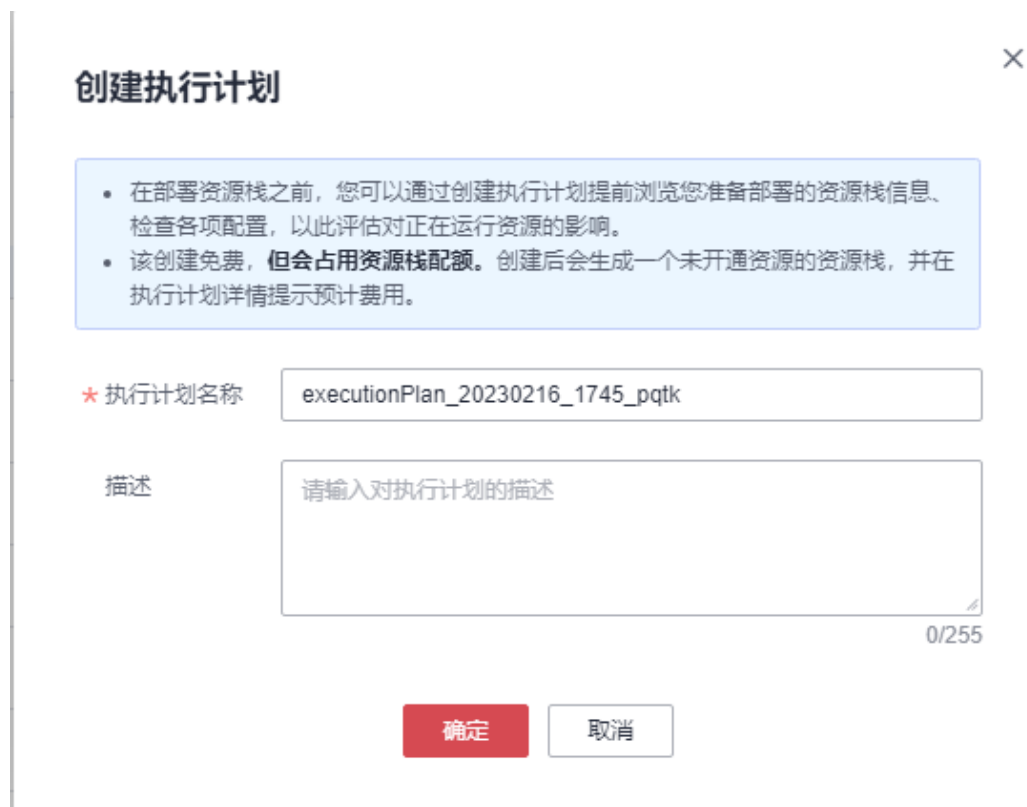 创建执行计划
在部署资源栈之前，您可以通过创建执行计划提前浏览您准备部署的资源栈信息、
检查各项配置，以此评估对正在运行资源的影响。
该创建免费，但会占用资源栈配额。创建后会生成一个未开通资源的资源栈，并在
执行计划详情提示预计费用。
* 执行计划名称 executionPlan_20230216_1745_pqtk
描述 请输入对执行计划的描述
0/255
确定 取消